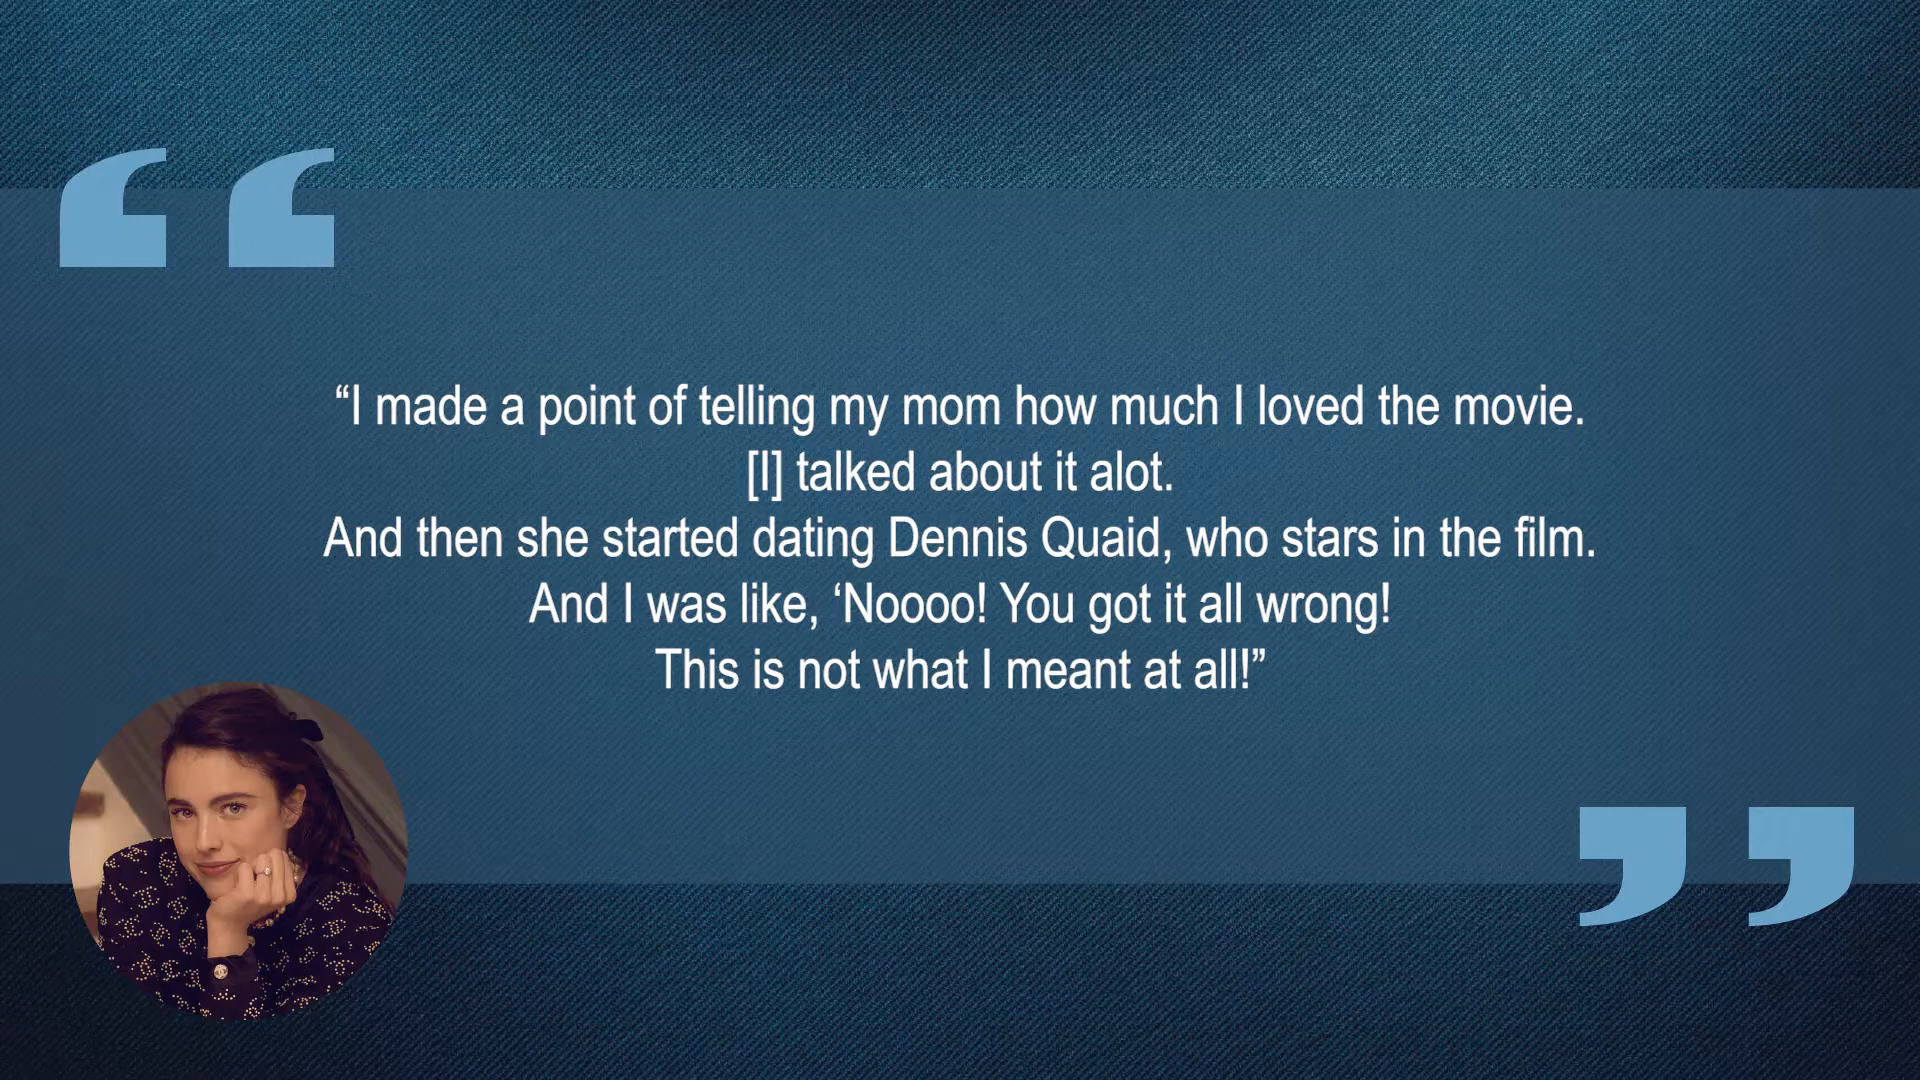 “I made a point of telling my mom how much I loved the movie.
[I] talked about it alot.
And then she started dating Dennis Quaid, who stars in the film.
And I was like, ‘Noooo! You got it all wrong!
This is not what I meant at all!”